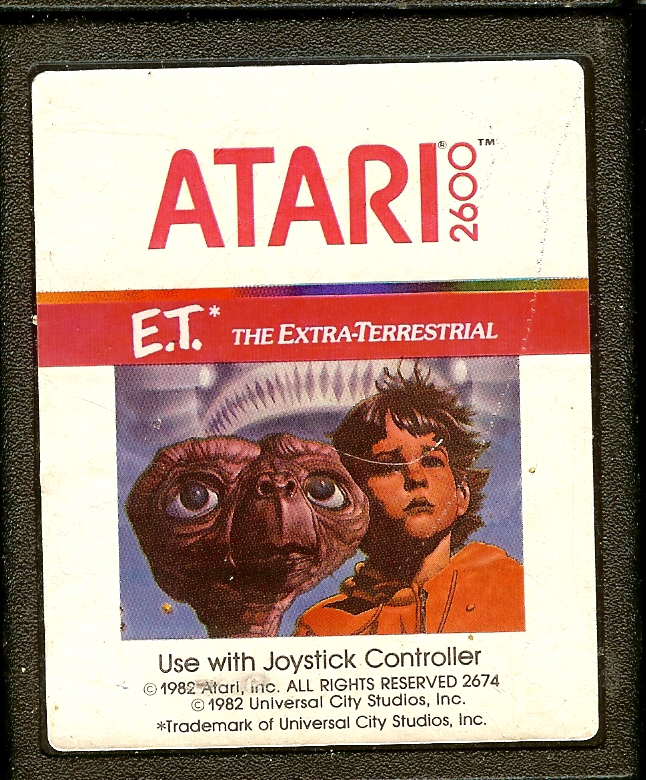 ATARI® 2600™
E.T.* THE EXTRA-TERRESTRIAL
Use with Joystick Controller
© 1982 Atari, Inc. ALL RIGHTS RESERVED 2674
© 1982 Universal City Studios, Inc.
*Trademark of Universal City Studios, Inc.